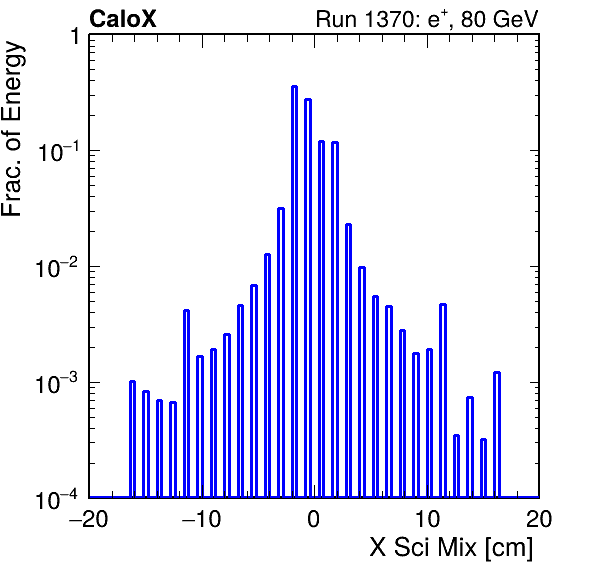 CaloX Run 1370: e⁺, 80 GeV
Frac. of Energy
1
10⁻¹
10⁻²
10⁻³
10⁻⁴
−20 −10 0 10 20
X Sci Mix [cm]